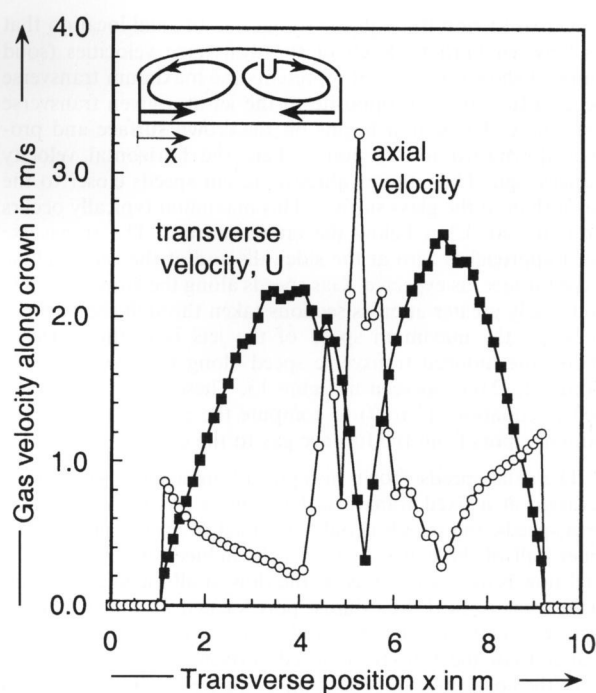 4.0
3.0
2.0
1.0
0.0
Gas velocity along crown in m/s
U
x
axial
velocity
transverse
velocity, U
0 2 4 6 8 10
Transverse position x in m